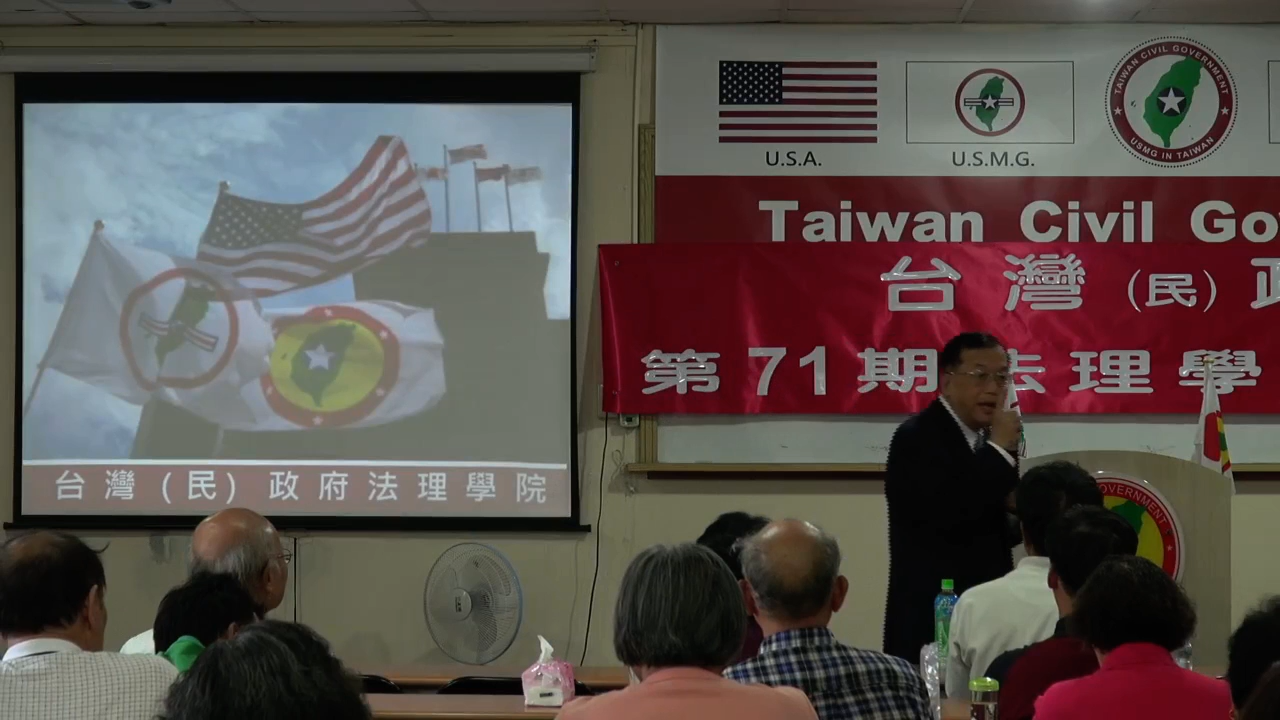 U.S.A.
U.S.M.G.
TAIWAN CIVIL GOVERNMENT
USMG IN TAIWAN
Taiwan Civil Go
台灣(民)
第71期法理學
台灣(民)政府法理學院
GOVERNMENT